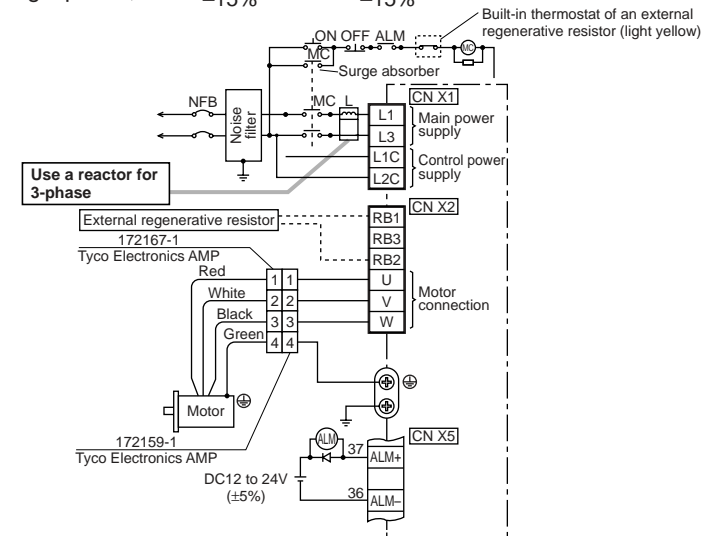 ±15%
±15%
Built-in thermostat of an external
regenerative resistor (light yellow)
ON OFF ALM
MC
MC
Surge absorber
NFB
Noise
filter
MC L
CN X1
L1
L3
L1C
L2C
Main power
supply
Control power
supply
Use a reactor for
3-phase
External regenerative resistor
CN X2
RB1
RB3
RB2
U
V
W
Motor
connection
172167-1
Tyco Electronics AMP
Red
White
Black
Green
1 1
2 2
3 3
4 4
Motor
172159-1
Tyco Electronics AMP
CN X5
ALM
37
ALM+
DC12 to 24V
(±5%)
36
ALM–